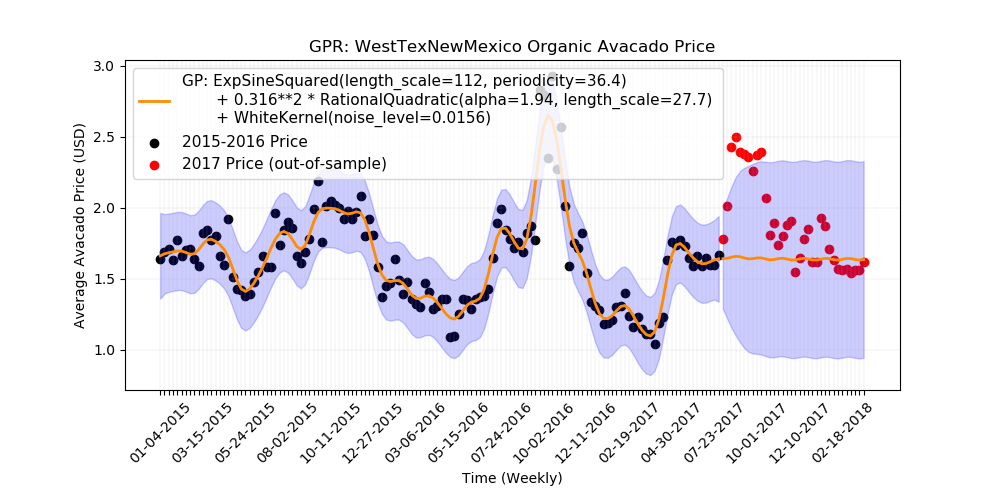 GPR: WestTexNewMexico Organic Avacado Price
GP: ExpSineSquared(length_scale=112, periodicity=36.4)
+ 0.316**2 * RationalQuadratic(alpha=1.94, length_scale=27.7)
+ WhiteKernel(noise_level=0.0156)
2015-2016 Price
2017 Price (out-of-sample)
Average Avacado Price (USD)
3.0
2.5
2.0
1.5
1.0
01-04-2015
03-15-2015
05-24-2015
08-02-2015
10-11-2015
12-27-2015
03-06-2016
05-15-2016
07-24-2016
10-02-2016
12-11-2016
02-19-2017
04-30-2017
07-23-2017
10-01-2017
12-10-2017
02-18-2018
Time (Weekly)